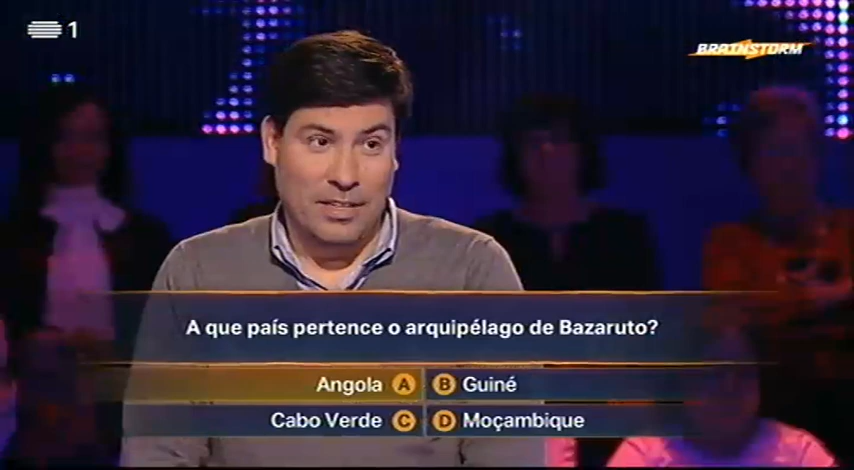 1
BRAINSTORM
A que país pertence o arquipélago de Bazaruto?
Angola A B Guiné
Cabo Verde C D Moçambique